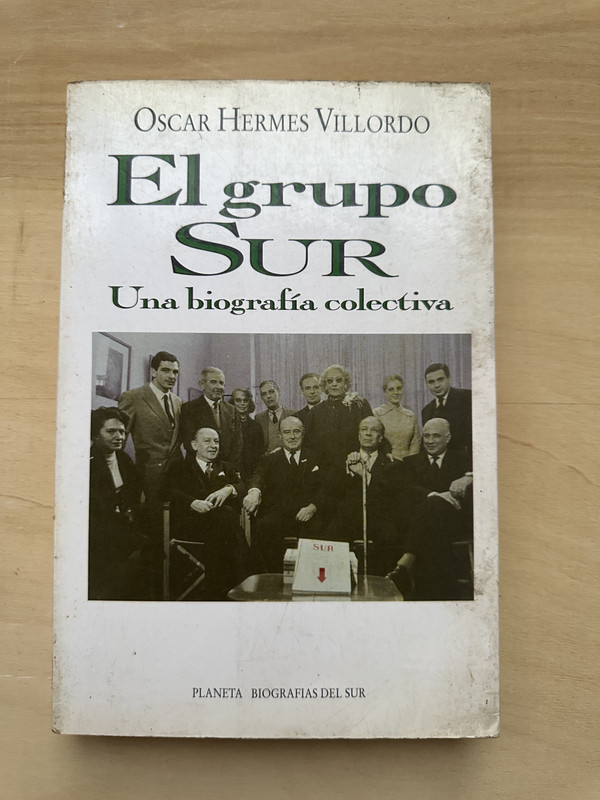 OSCAR HERMES VILLORDO
El grupo
SUR
Una biografía colectiva
SUR
PLANETA BIOGRAFIAS DEL SUR